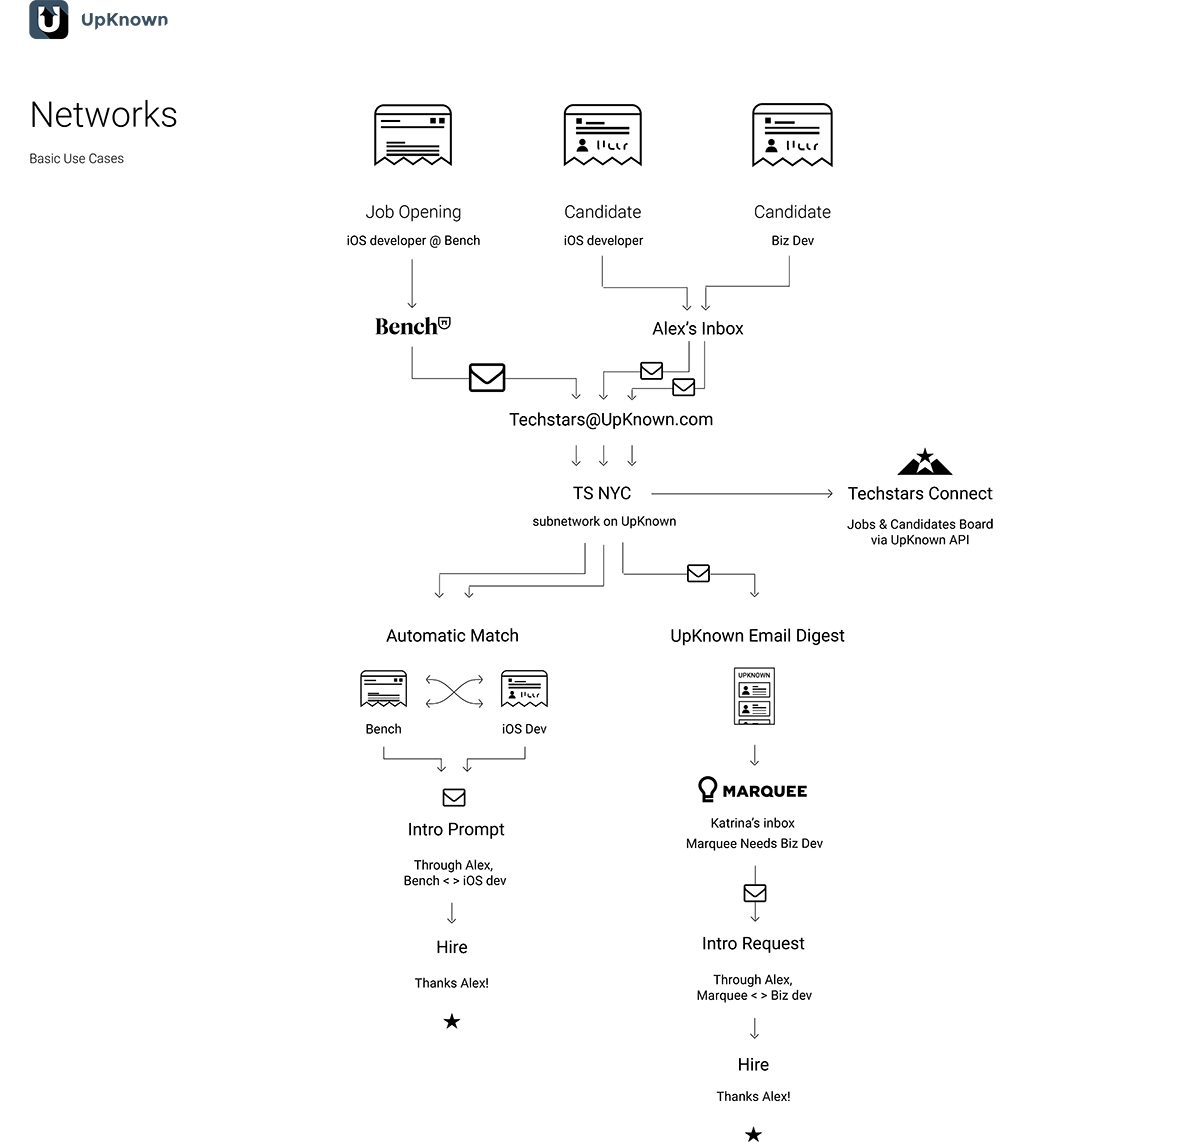 UpKnown
Networks
Basic Use Cases
Job Opening
iOS developer @ Bench
Candidate
iOS developer
Candidate
Biz Dev
Bench
Alex's Inbox
Techstars@UpKnown.com
TS NYC
subnetwork on UpKnown
Techstars Connect
Jobs & Candidates Board
via UpKnown API
Automatic Match
Bench
iOS Dev
Intro Prompt
Through Alex,
Bench < > iOS dev
Hire
Thanks Alex!
UpKnown Email Digest
UPKNOWN
MARQUEE
Katrina's inbox
Marquee Needs Biz Dev
Intro Request
Through Alex,
Marquee < > Biz dev
Hire
Thanks Alex!